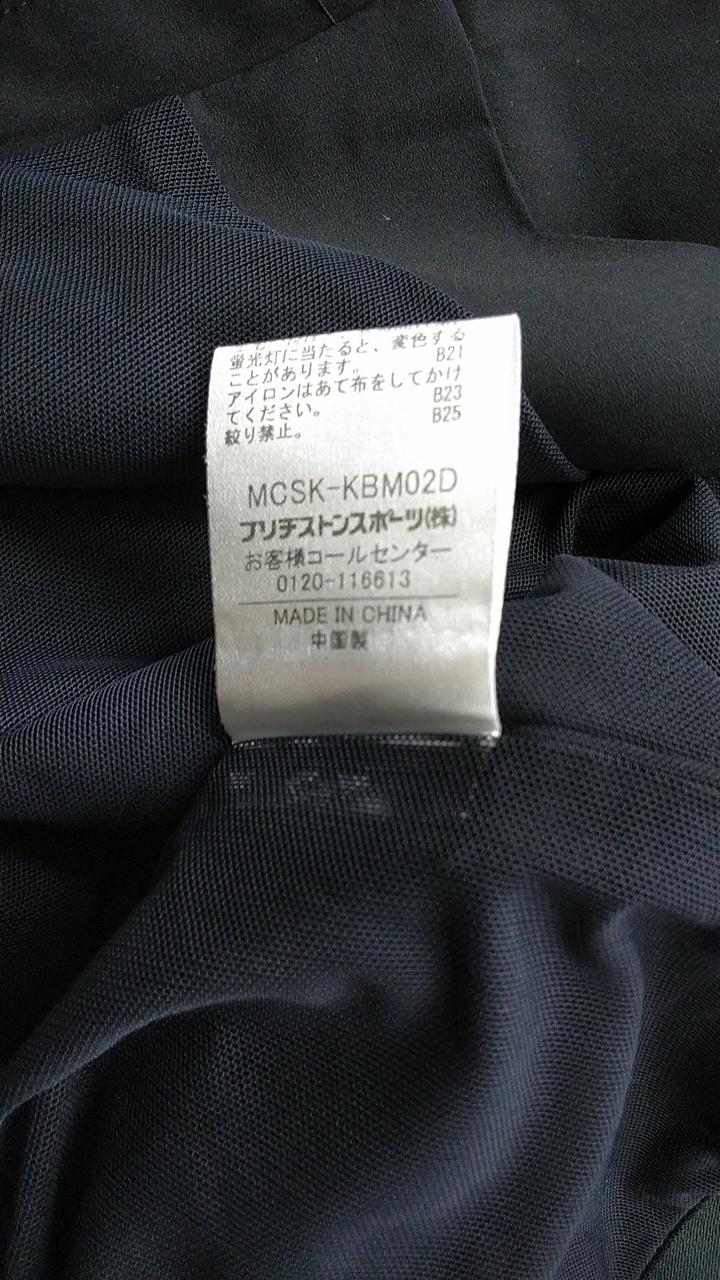 蛍光灯に当たると、変色する
ことがあります。 B21
アイロンはあて布をしてかけ
てください。 B23
絞り禁止。 B25
MCSK-KBM02D
ブリヂストンスポーツ(株)
お客様コールセンター
0120-116613
MADE IN CHINA
中国製